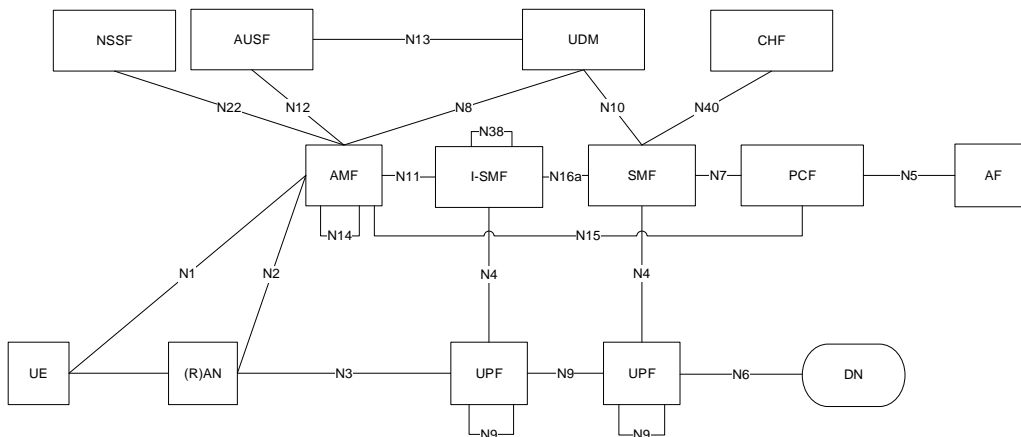 NSSF
AUSF
N13
UDM
CHF
N22
N12
N8
N10
N40
N38
AMF
N11
I-SMF
N16a
SMF
N7
PCF
N5
AF
N14
N15
N1
N2
N4
N4
UE
(R)AN
N3
UPF
N9
UPF
N6
DN
N9
N9